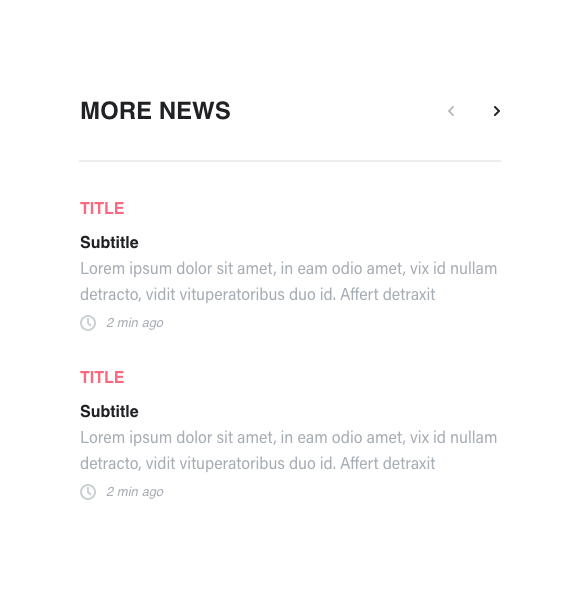 MORE NEWS
TITLE
Subtitle
Lorem ipsum dolor sit amet, in eam odio amet, vix id nullam
detracto, vidit vituperatoribus duo id. Affert detraxit
2 min ago
TITLE
Subtitle
Lorem ipsum dolor sit amet, in eam odio amet, vix id nullam
detracto, vidit vituperatoribus duo id. Affert detraxit
2 min ago